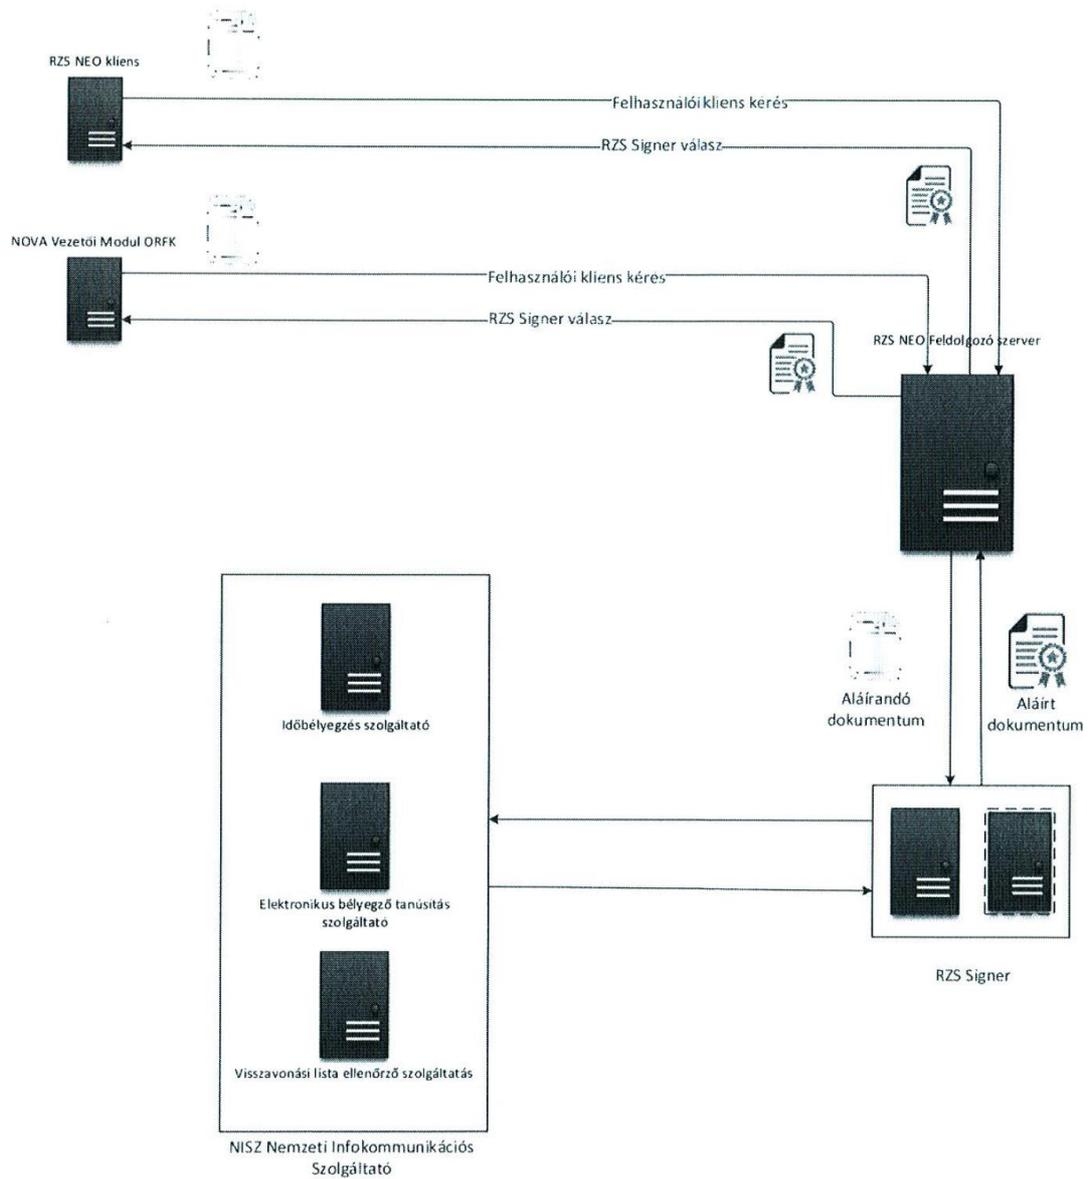 RZS NEO kliens
Felhasználói kliens kérés
RZS Signer válasz
NOVA Vezetői Modul ORFK
Felhasználói kliens kérés
RZS Signer válasz
RZS NEO Feldolgozó szerver
Aláírandó
dokumentum
Aláírt
dokumentum
Időbélyegzés szolgáltató
Elektronikus bélyegző tanúsítás
szolgáltató
RZS Signer
Visszavonási lista ellenőrző szolgáltatás
NISZ Nemzeti Infokommunikációs
Szolgáltató